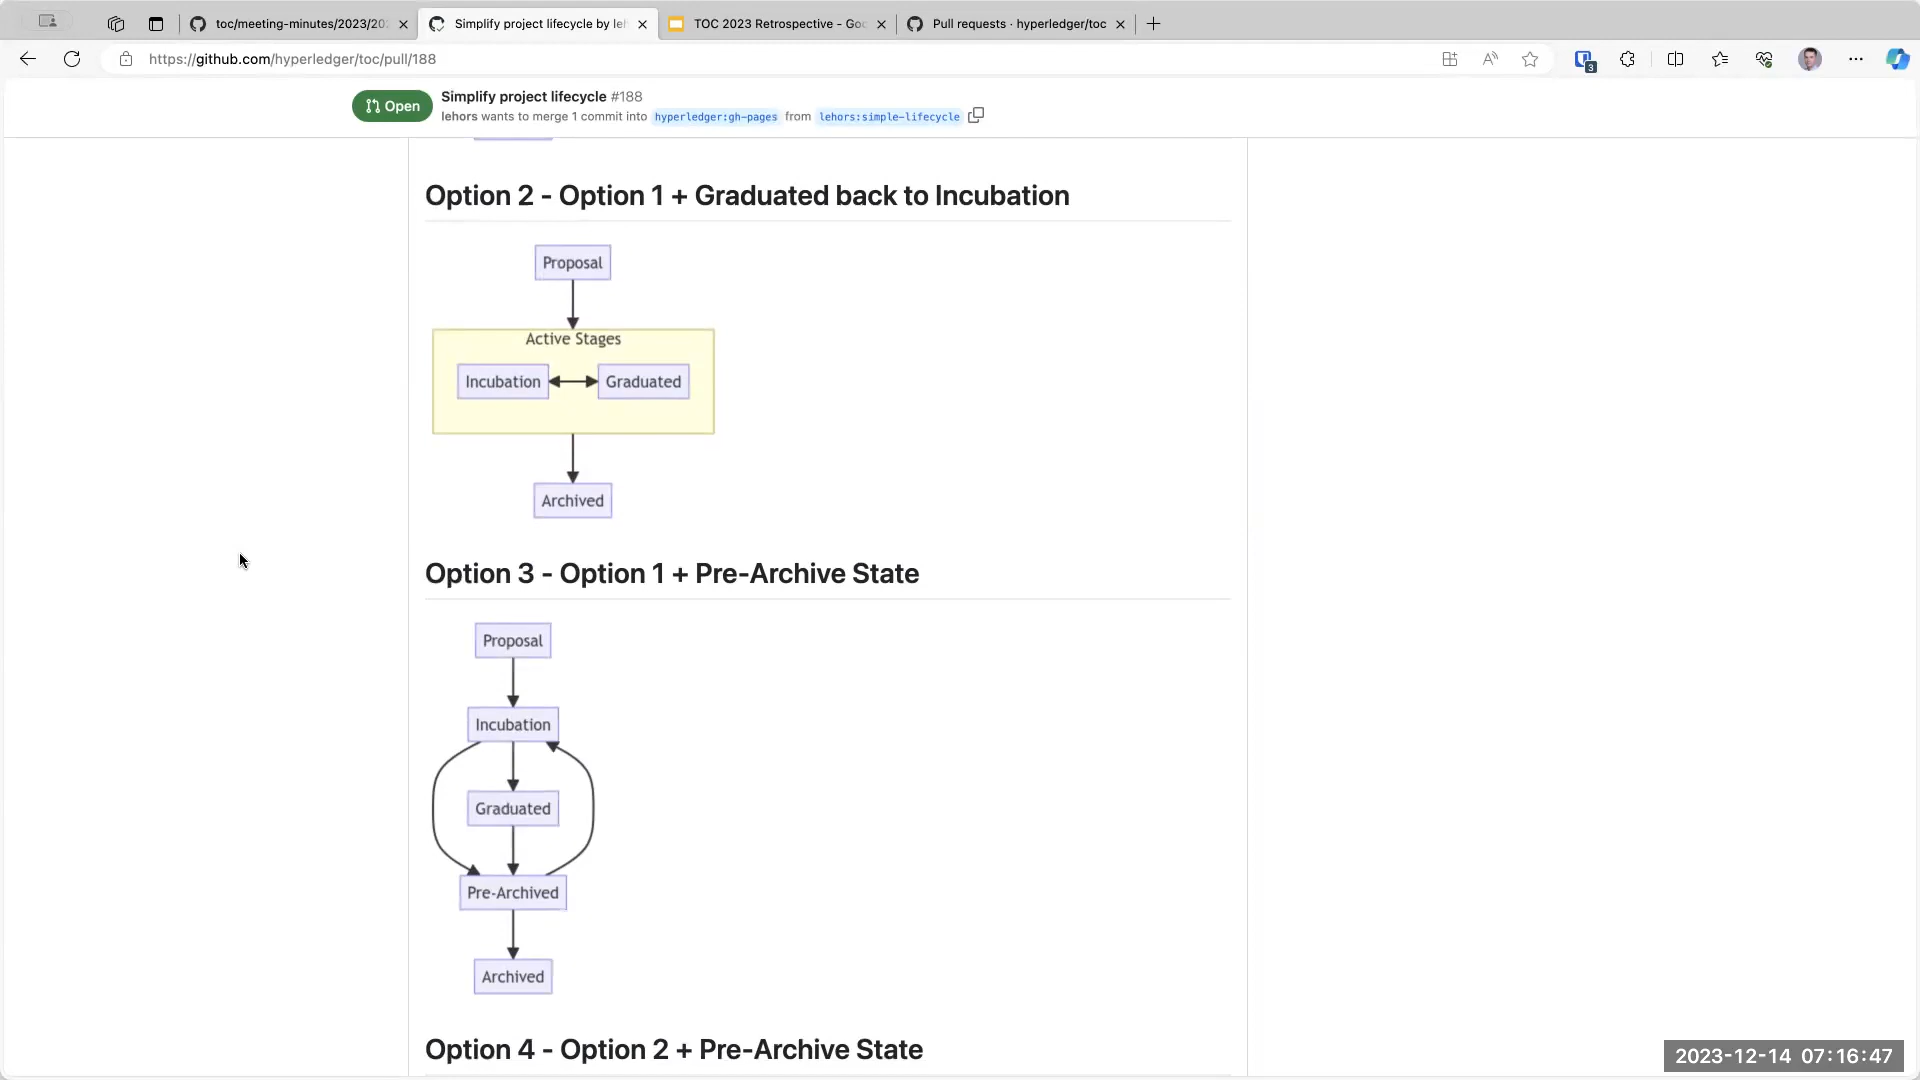 toc/meeting-minutes/2023/20
Simplify project lifecycle by leh
TOC 2023 Retrospective - Goo
Pull requests · hyperledger/toc
https://github.com/hyperledger/toc/pull/188
3
Open
Simplify project lifecycle #188
lehors wants to merge 1 commit into hyperledger:gh-pages from lehors:simple-lifecycle
Option 2 - Option 1 + Graduated back to Incubation
Proposal
Active Stages
Incubation
Graduated
Archived
Option 3 - Option 1 + Pre-Archive State
Proposal
Incubation
Graduated
Pre-Archived
Archived
Option 4 - Option 2 + Pre-Archive State
2023-12-14 07:16:47